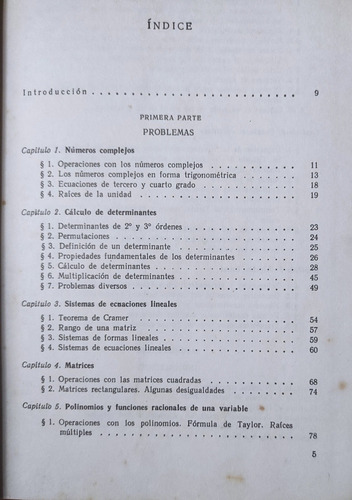 ÍNDICE
Introducción . . . . . . . . . . . . . . . . . . . . . . . . 9
PRIMERA PARTE
PROBLEMAS
Capítulo 1. Números complejos
§ 1. Operaciones con los números complejos . . . . . . . . . 11
§ 2. Los números complejos en forma trigonométrica . . . . . . 13
§ 3. Ecuaciones de tercero y cuarto grado . . . . . . . . . . 18
§ 4. Raíces de la unidad . . . . . . . . . . . . . . . . 19
Capítulo 2. Cálculo de determinantes
§ 1. Determinantes de 2º y 3º órdenes . . . . . . . . . . . 23
§ 2. Permutaciones . . . . . . . . . . . . . . . . . . 24
§ 3. Definición de un determinante . . . . . . . . . . . . 25
§ 4. Propiedades fundamentales de los determinantes . . . . . . 26
§ 5. Cálculo de determinantes . . . . . . . . . . . . . . 28
§ 6. Multiplicación de determinantes . . . . . . . . . . . . 45
§ 7. Problemas diversos . . . . . . . . . . . . . . . . 49
Capítulo 3. Sistemas de ecuaciones lineales
§ 1. Teorema de Cramer . . . . . . . . . . . . . . . . 54
§ 2. Rango de una matriz . . . . . . . . . . . . . . . . 57
§ 3. Sistemas de formas lineales . . . . . . . . . . . . . 59
§ 4. Sistemas de ecuaciones lineales . . . . . . . . . . . . 60
Capítulo 4. Matrices
§ 1. Operaciones con las matrices cuadradas . . . . . . . . . 68
§ 2. Matrices rectangulares. Algunas desigualdades . . . . . . . 74
Capítulo 5. Polinomios y funciones racionales de una variable
§ 1. Operaciones con los polinomios. Fórmula de Taylor. Raíces
múltiples . . . . . . . . . . . . . . . . . . . . 78
5